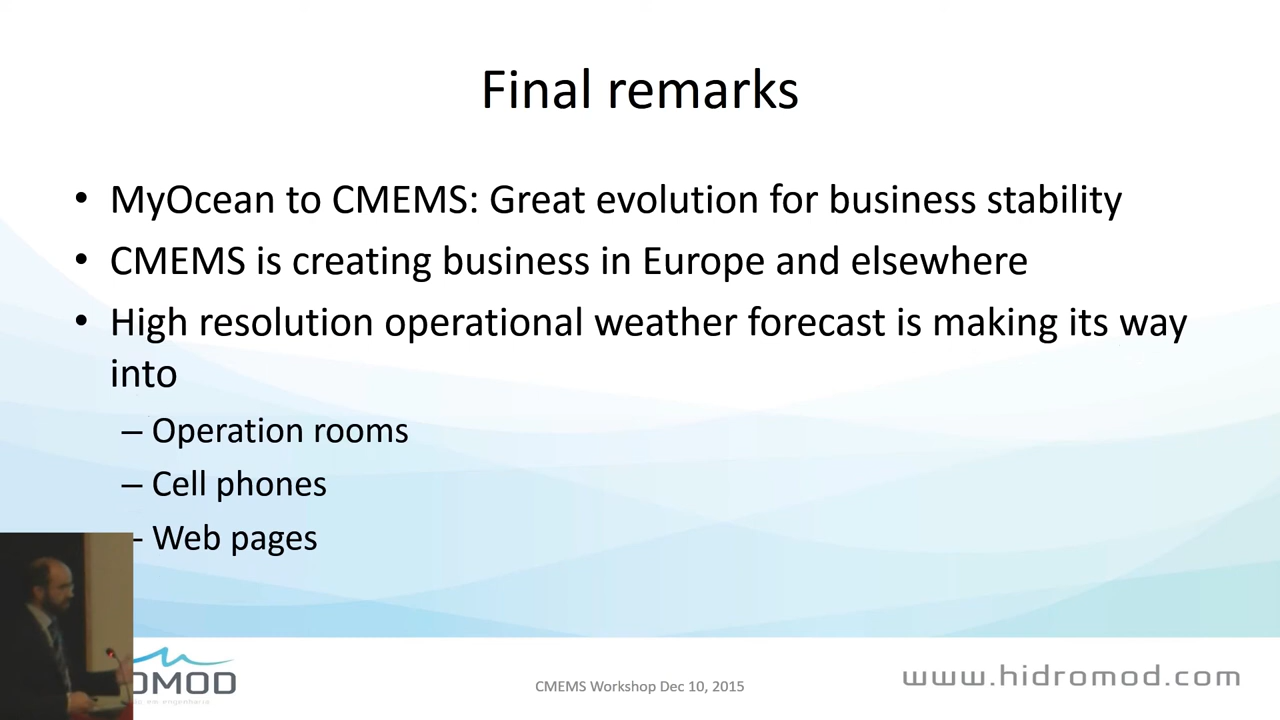 Final remarks
• MyOcean to CMEMS: Great evolution for business stability
• CMEMS is creating business in Europe and elsewhere
• High resolution operational weather forecast is making its way
into
– Operation rooms
– Cell phones
– Web pages
OMOD
em engenharia
CMEMS Workshop Dec 10, 2015
www.hidromod.com